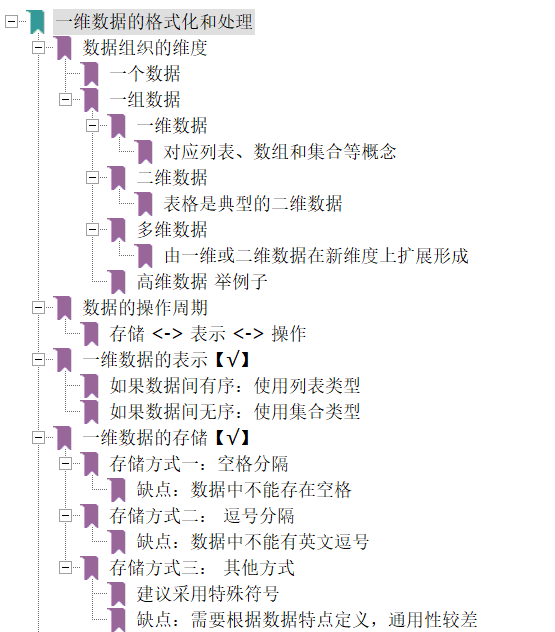 一维数据的格式化和处理
数据组织的维度
一个数据
一组数据
一维数据
对应列表、数组和集合等概念
二维数据
表格是典型的二维数据
多维数据
由一维或二维数据在新维度上扩展形成
高维数据 举例子
数据的操作周期
存储 <-> 表示 <-> 操作
一维数据的表示【√】
如果数据间有序：使用列表类型
如果数据间无序：使用集合类型
一维数据的存储【√】
存储方式一：空格分隔
缺点：数据中不能存在空格
存储方式二： 逗号分隔
缺点：数据中不能有英文逗号
存储方式三： 其他方式
建议采用特殊符号
缺点：需要根据数据特点定义，通用性较差